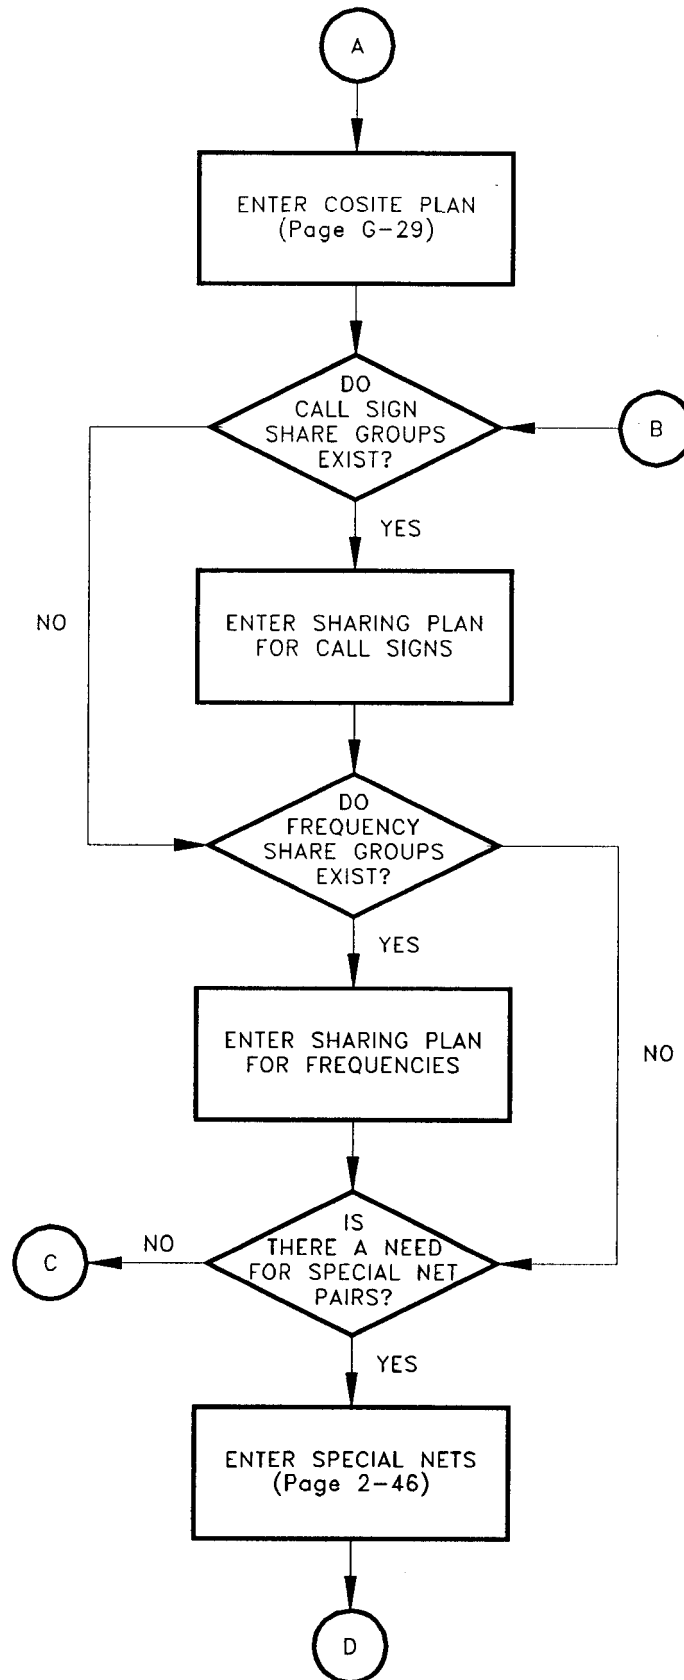 A
ENTER COSITE PLAN
(Page G-29)
DO
CALL SIGN
SHARE GROUPS
EXIST?
B
YES
NO
ENTER SHARING PLAN
FOR CALL SIGNS
DO
FREQUENCY
SHARE GROUPS
EXIST?
YES
ENTER SHARING PLAN
FOR FREQUENCIES
NO
IS
THERE A NEED
FOR SPECIAL NET
PAIRS?
NO
C
YES
ENTER SPECIAL NETS
(Page 2-46)
D